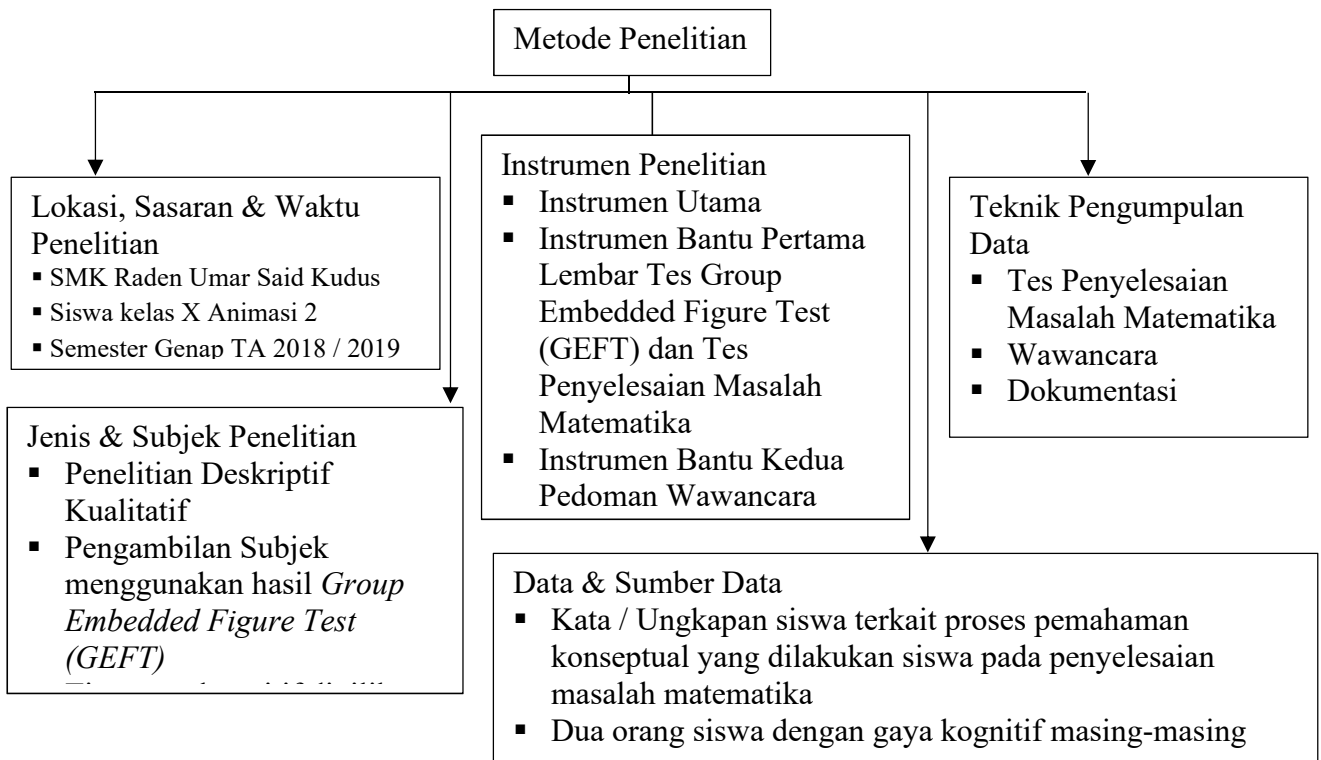 Metode Penelitian
Lokasi, Sasaran & Waktu
Penelitian
▪ SMK Raden Umar Said Kudus
▪ Siswa kelas X Animasi 2
▪ Semester Genap TA 2018 / 2019
Jenis & Subjek Penelitian
▪ Penelitian Deskriptif
Kualitatif
▪ Pengambilan Subjek
menggunakan hasil Group
Embedded Figure Test
(GEFT)
Instrumen Penelitian
▪ Instrumen Utama
▪ Instrumen Bantu Pertama
Lembar Tes Group
Embedded Figure Test
(GEFT) dan Tes
Penyelesaian Masalah
Matematika
▪ Instrumen Bantu Kedua
Pedoman Wawancara
Data & Sumber Data
▪ Kata / Ungkapan siswa terkait proses pemahaman
konseptual yang dilakukan siswa pada penyelesaian
masalah matematika
▪ Dua orang siswa dengan gaya kognitif masing-masing
Teknik Pengumpulan
Data
▪ Tes Penyelesaian
Masalah Matematika
▪ Wawancara
▪ Dokumentasi